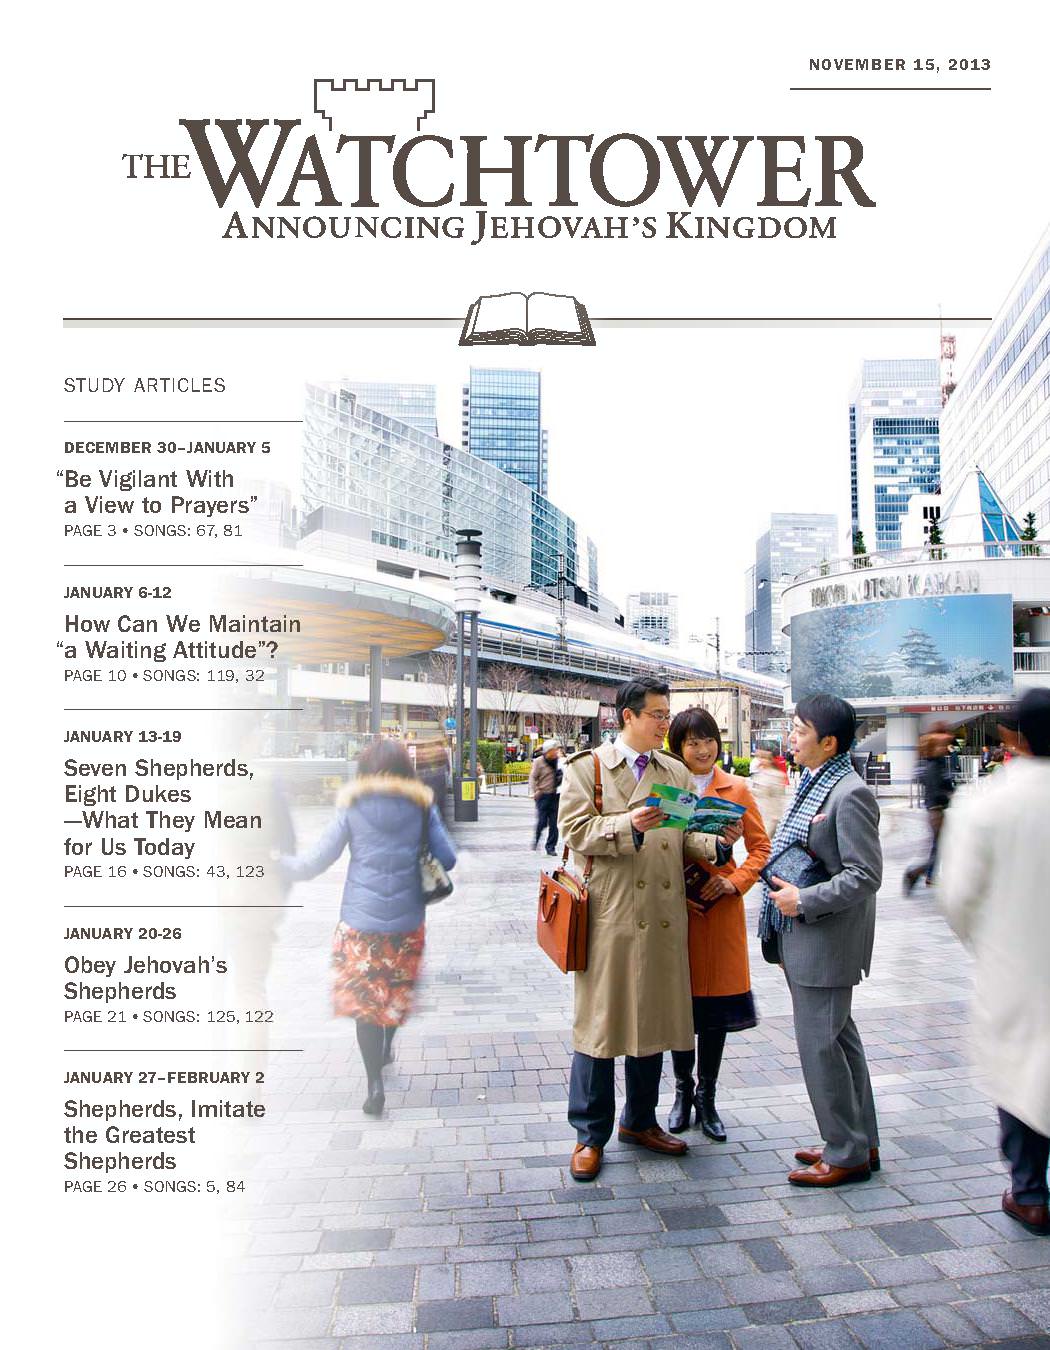 NOVEMBER 15, 2013
THE WATCHTOWER
ANNOUNCING JEHOVAH'S KINGDOM
STUDY ARTICLES
DECEMBER 30–JANUARY 5
“Be Vigilant With
a View to Prayers”
PAGE 3 • SONGS: 67, 81
JANUARY 6-12
How Can We Maintain
“a Waiting Attitude”?
PAGE 10 • SONGS: 119, 32
JANUARY 13-19
Seven Shepherds,
Eight Dukes
—What They Mean
for Us Today
PAGE 16 • SONGS: 43, 123
JANUARY 20-26
Obey Jehovah’s
Shepherds
PAGE 21 • SONGS: 125, 122
JANUARY 27–FEBRUARY 2
Shepherds, Imitate
the Greatest
Shepherds
PAGE 26 • SONGS: 5, 84
KAIKAN